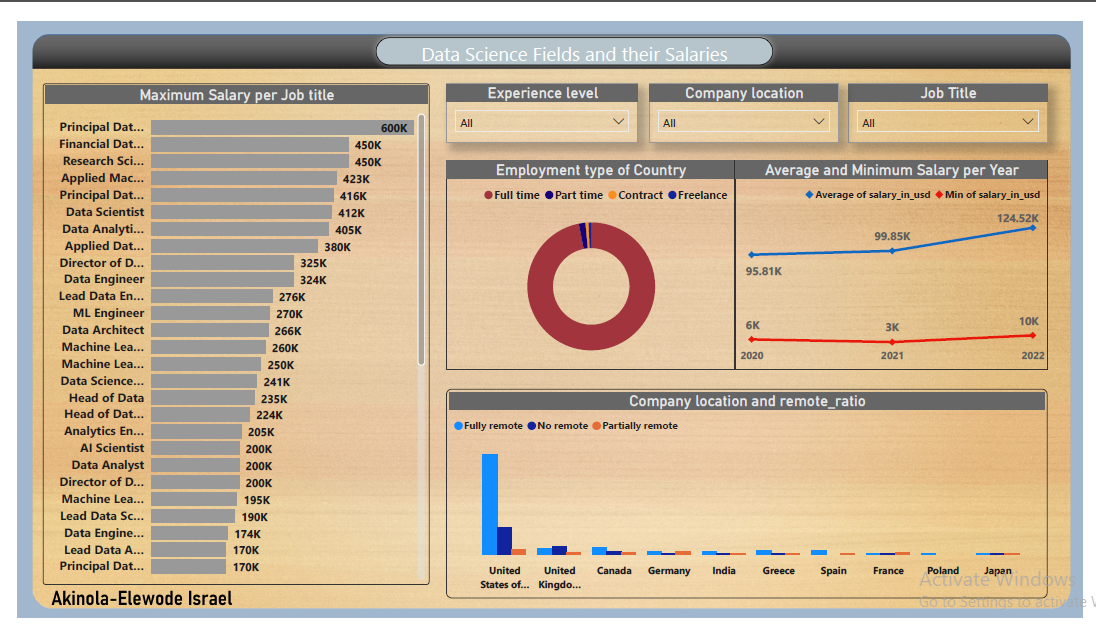 Data Science Fields and their Salaries
Maximum Salary per Job title
Principal Dat... 600K
Financial Dat... 450K
Research Sci... 450K
Applied Mac... 423K
Principal Dat... 416K
Data Scientist 412K
Data Analyti... 405K
Applied Dat... 380K
Director of D... 325K
Data Engineer 324K
Lead Data En... 276K
ML Engineer 270K
Data Architect 266K
Machine Lea... 260K
Machine Lea... 250K
Data Science... 241K
Head of Data 235K
Head of Dat... 224K
Analytics En... 205K
AI Scientist 200K
Data Analyst 200K
Director of D... 200K
Machine Lea... 195K
Lead Data Sc... 190K
Data Engine... 174K
Lead Data A... 170K
Principal Dat... 170K
Experience level
All
Company location
All
Job Title
All
Employment type of Country
Full time Part time Contract Freelance
Average and Minimum Salary per Year
Average of salary_in_usd Min of salary_in_usd
124.52K
99.85K
95.81K
6K 3K 10K
2020 2021 2022
Company location and remote_ratio
Fully remote No remote Partially remote
United States of... United Kingdo... Canada Germany India Greece Spain France Poland Japan
Akinola-Elewode Israel
Activate Windows
Go to Settings to activate W